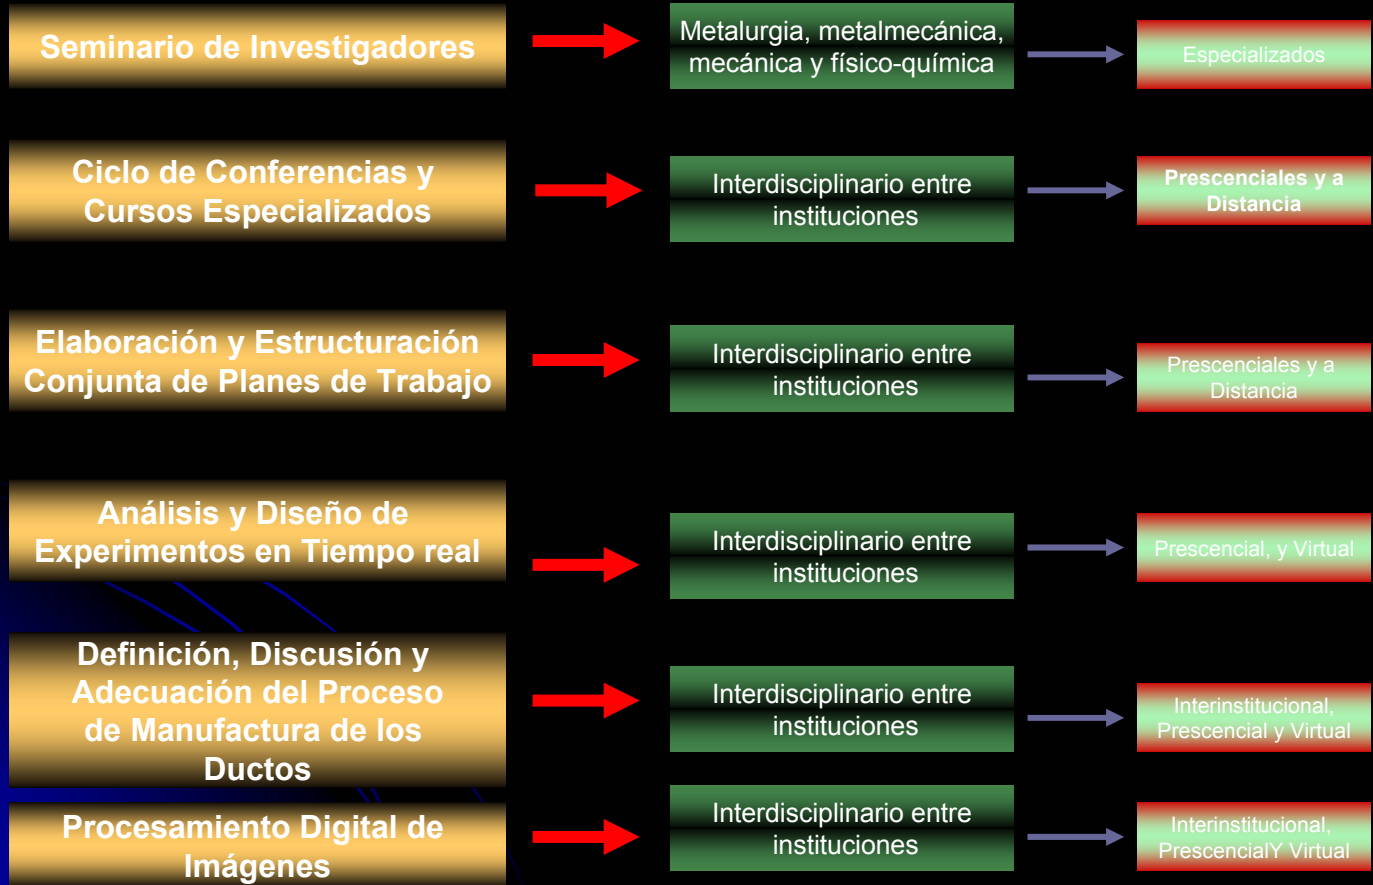 Seminario de Investigadores
Metalurgia, metalmecánica,
mecánica y físico-química
Especializados
Ciclo de Conferencias y
Cursos Especializados
Interdisciplinario entre
instituciones
Prescenciales y a
Distancia
Elaboración y Estructuración
Conjunta de Planes de Trabajo
Interdisciplinario entre
instituciones
Prescenciales y a
Distancia
Análisis y Diseño de
Experimentos en Tiempo real
Interdisciplinario entre
instituciones
Prescencial, y Virtual
Definición, Discusión y
Adecuación del Proceso
de Manufactura de los
Ductos
Interdisciplinario entre
instituciones
Interinstitucional,
Prescencial y Virtual
Procesamiento Digital de
Imágenes
Interdisciplinario entre
instituciones
Interinstitucional,
PrescencialY Virtual